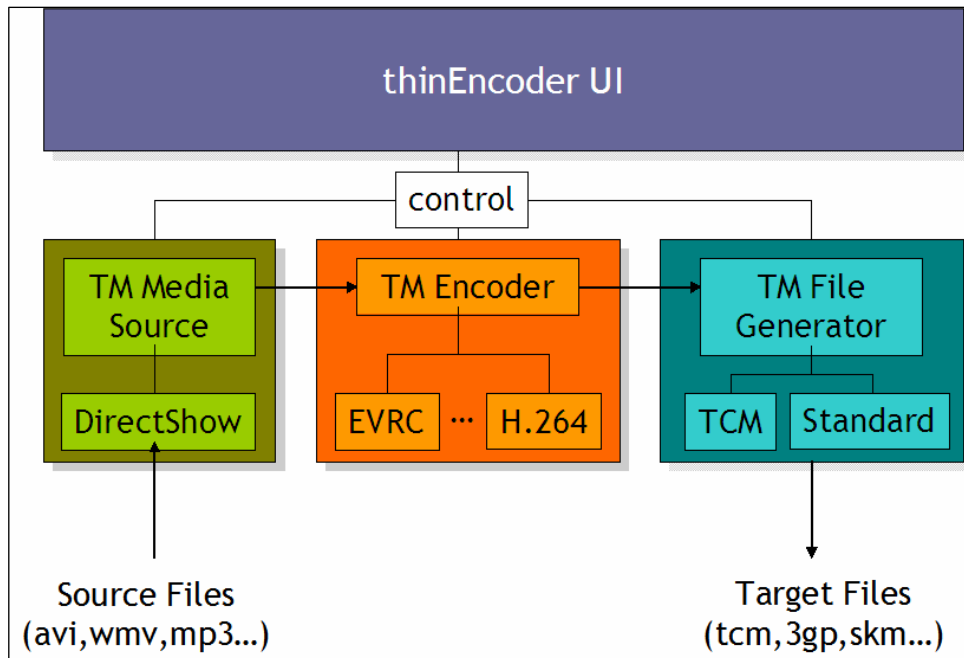 thinEncoder UI
control
TM Media
Source
DirectShow
TM Encoder
EVRC
...
H.264
TM File
Generator
TCM
Standard
Source Files
(avi,wmv,mp3...)
Target Files
(tcm,3gp,skm...)